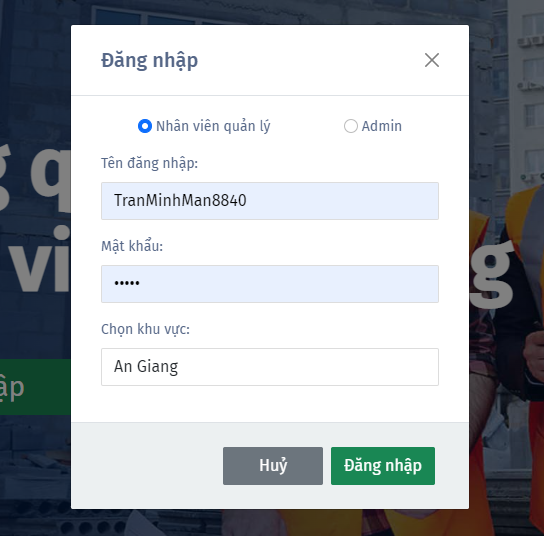 Đăng nhập
Nhân viên quản lý
Admin
Tên đăng nhập:
TranMinhMan8840
Mật khẩu:
•••••
Chọn khu vực:
An Giang
Huỷ
Đăng nhập